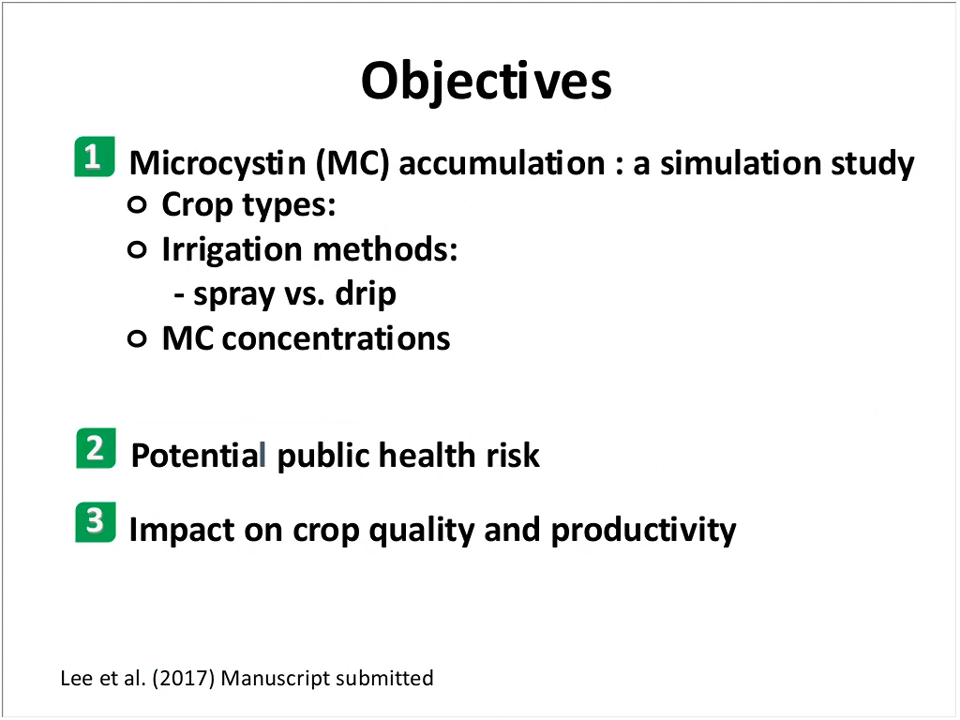 Objectives
1 Microcystin (MC) accumulation : a simulation study
o Crop types:
o Irrigation methods:
- spray vs. drip
o MC concentrations
2 Potential public health risk
3 Impact on crop quality and productivity
Lee et al. (2017) Manuscript submitted